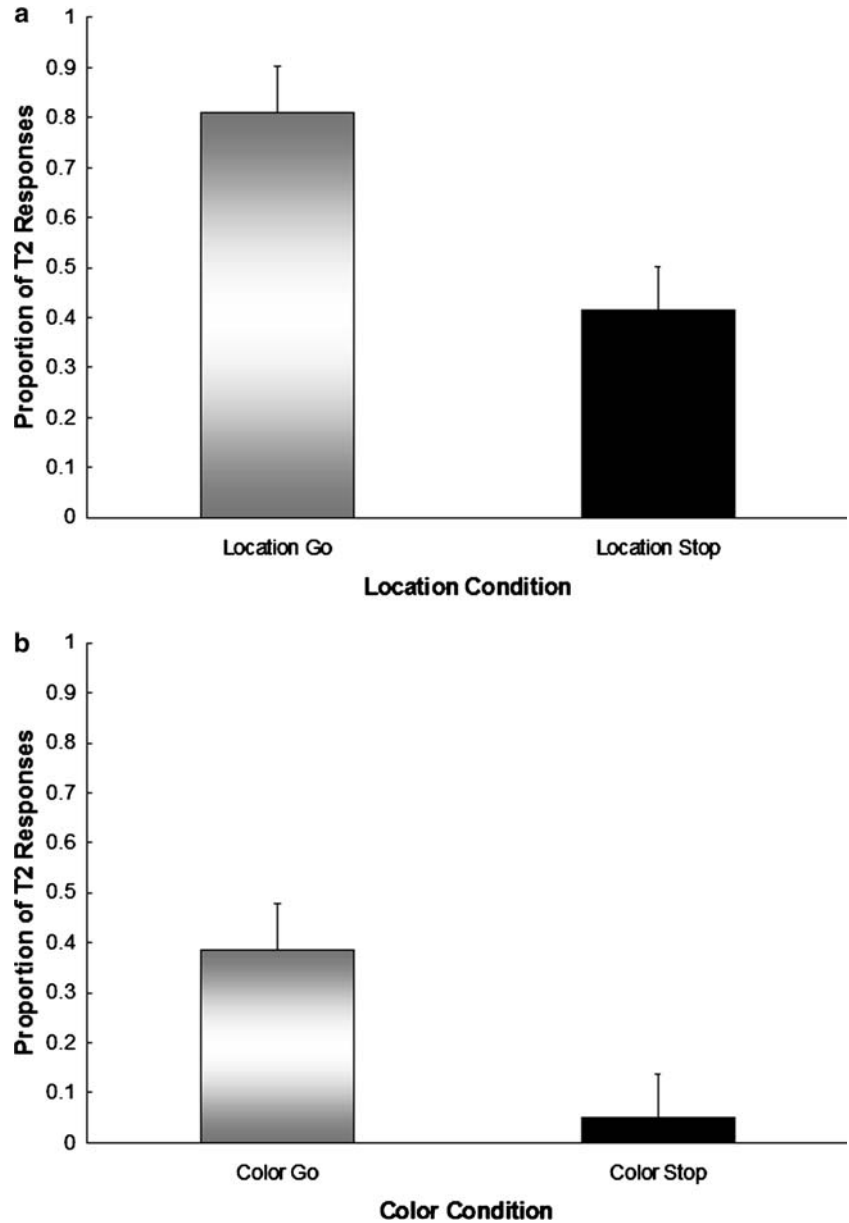 a
1
0.9
0.8
0.7
0.6
0.5
0.4
0.3
0.2
0.1
0
Proportion of T2 Responses
Location Go Location Stop
Location Condition
b
1
0.9
0.8
0.7
0.6
0.5
0.4
0.3
0.2
0.1
0
Proportion of T2 Responses
Color Go Color Stop
Color Condition